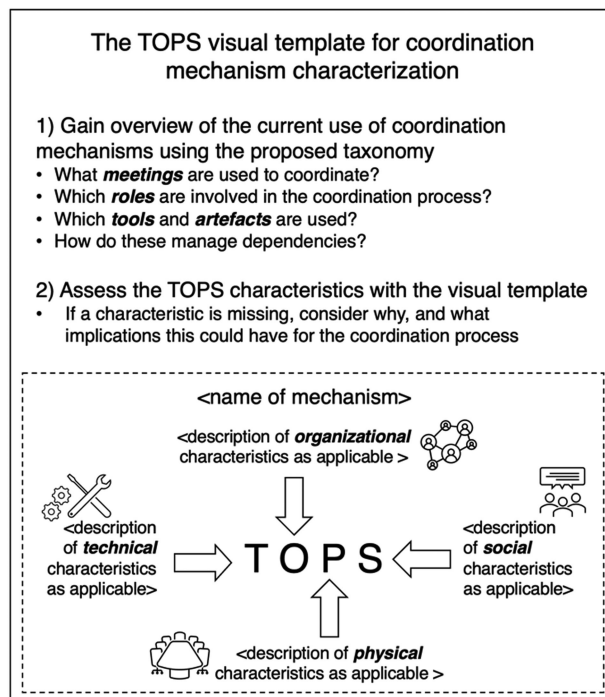 The TOPS visual template for coordination
mechanism characterization
1) Gain overview of the current use of coordination
mechanisms using the proposed taxonomy
• What meetings are used to coordinate?
• Which roles are involved in the coordination process?
• Which tools and artefacts are used?
• How do these manage dependencies?
2) Assess the TOPS characteristics with the visual template
• If a characteristic is missing, consider why, and what
implications this could have for the coordination process
<name of mechanism>
<description of organizational
characteristics as applicable >
<description
of technical
characteristics
as applicable>
T O P S
<description
of social
characteristics
as applicable>
<description of physical
characteristics as applicable >